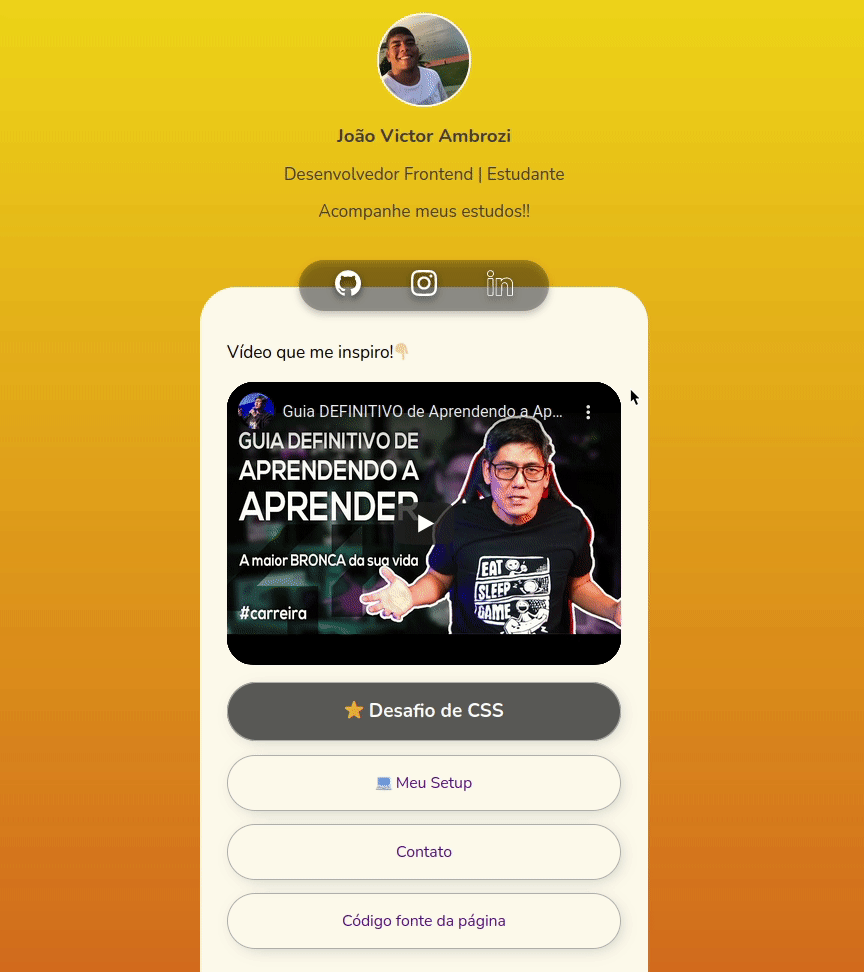 João Victor Ambrozi
Desenvolvedor Frontend | Estudante
Acompanhe meus estudos!!
in
Vídeo que me inspiro!👇🏼
Guia DEFINITIVO de Aprendendo a Ap...
GUIA DEFINITIVO DE
APRENDENDO A
APRENDER
A maior BRONCA da sua vida
#carreira
EAT
SLEEP
GAME
⭐ Desafio de CSS
💻 Meu Setup
Contato
Código fonte da página